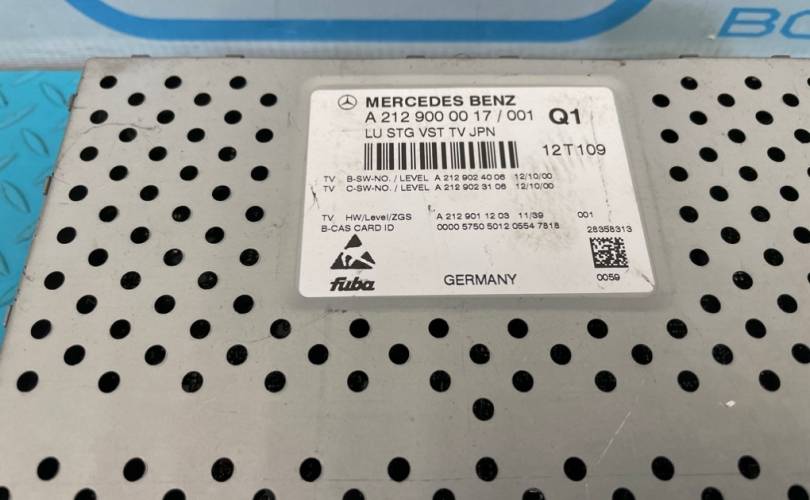 BO
MERCEDES BENZ
A 212 900 00 17 / 001 Q1
LU STG VST TV JPN
12T109
TV B-SW-NO. / LEVEL A 212 902 40 06 12/10/00
TV C-SW-NO. / LEVEL A 212 902 31 06 12/10/00
TV HW/Level/ZGS A 212 901 12 03 11/39 001
B-CAS CARD ID 0000 5750 5012 0554 7818 28358313
fuba GERMANY 0059